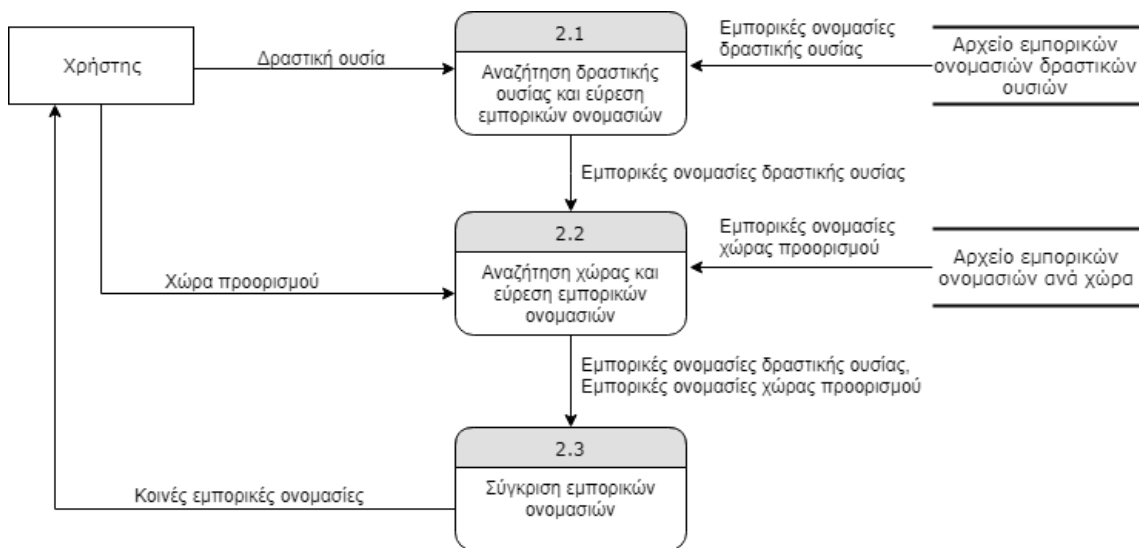 Χρήστης
Δραστική ουσία
2.1
Αναζήτηση δραστικής
ουσίας και εύρεση
εμπορικών ονομασιών
Εμπορικές ονομασίες
δραστικής ουσίας
Αρχείο εμπορικών
ονομασιών δραστικών
ουσιών
Εμπορικές ονομασίες δραστικής ουσίας
Χώρα προορισμού
2.2
Αναζήτηση χώρας και
εύρεση εμπορικών
ονομασιών
Εμπορικές ονομασίες
χώρας προορισμού
Αρχείο εμπορικών
ονομασιών ανά χώρα
Εμπορικές ονομασίες δραστικής ουσίας,
Εμπορικές ονομασίες χώρας προορισμού
2.3
Σύγκριση εμπορικών
ονομασιών
Κοινές εμπορικές ονομασίες